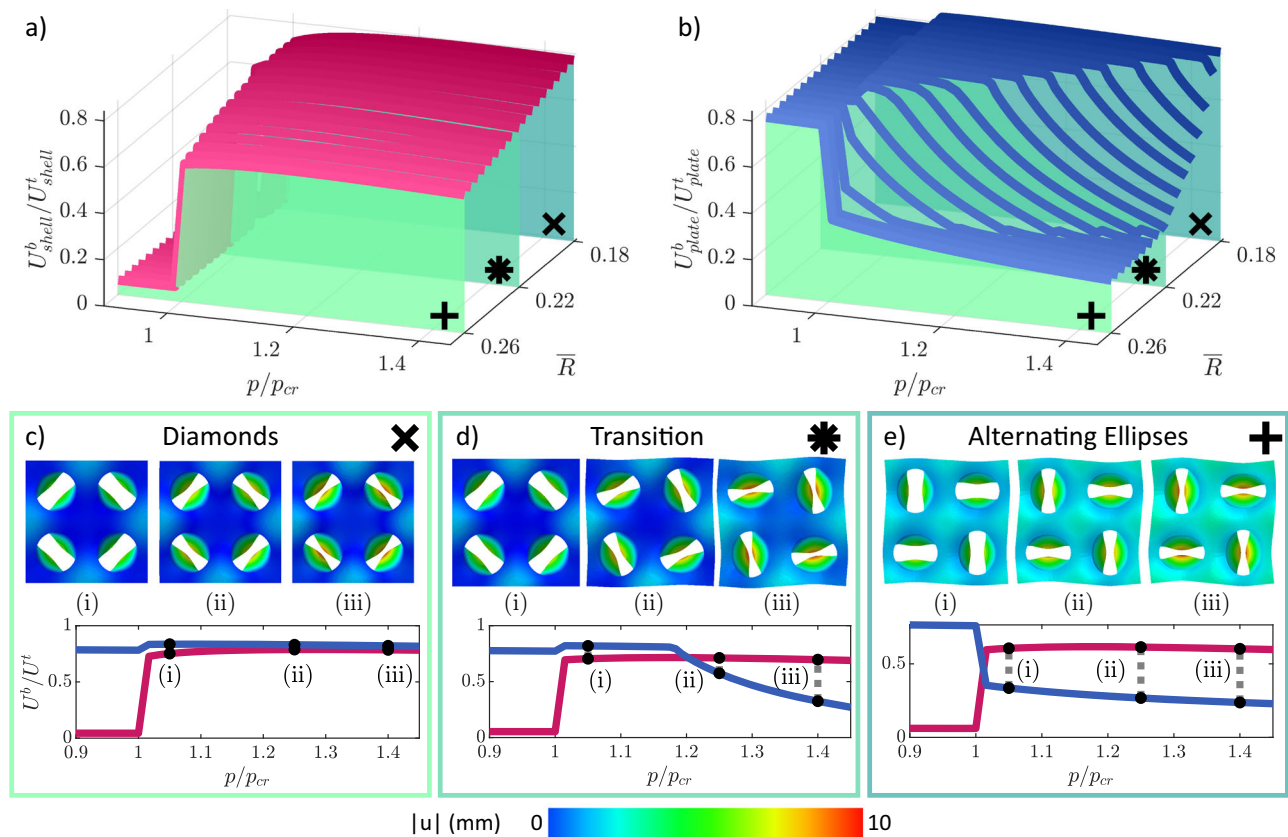 a)
0.8
0.6
0.4
0.2
0
U^b_shell/U^t_shell
1
1.2
1.4
p/p_cr
0.18
0.22
0.26
R̅
b)
0.8
0.6
0.4
0.2
0
U^b_plate/U^t_plate
1
1.2
1.4
p/p_cr
0.18
0.22
0.26
R̅
c) Diamonds
(i) (ii) (iii)
1
0.5
0
U^b/U^t
(i) (ii) (iii)
0.9 1 1.1 1.2 1.3 1.4
p/p_cr
d) Transition
(i) (ii) (iii)
1
0.5
0
(i) (ii) (iii)
0.9 1 1.1 1.2 1.3 1.4
p/p_cr
e) Alternating Ellipses
(i) (ii) (iii)
0.5
0
(i) (ii) (iii)
0.9 1 1.1 1.2 1.3 1.4
p/p_cr
|u| (mm) 0 10